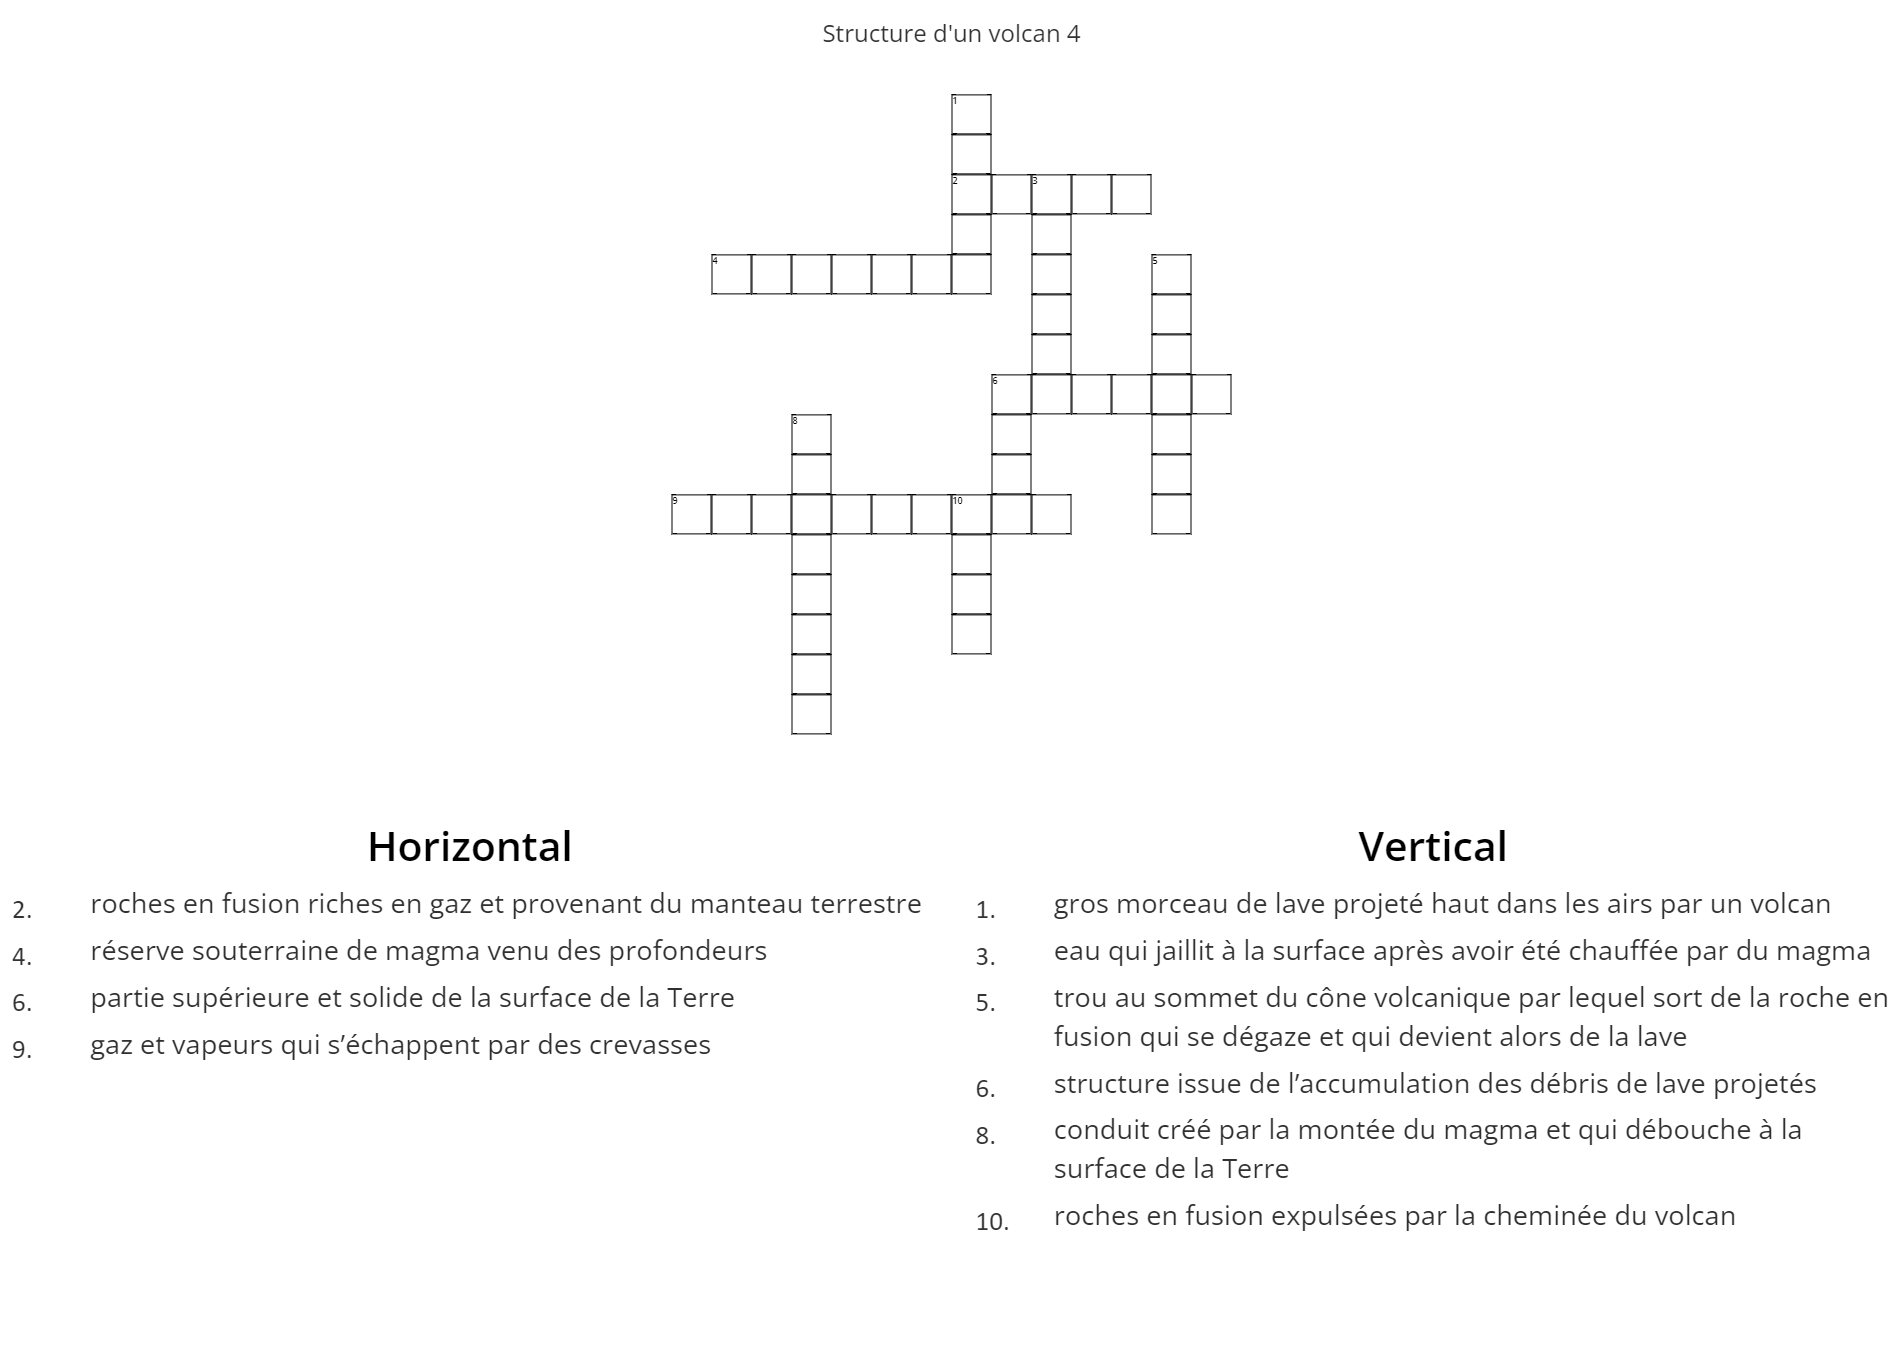 Structure d'un volcan 4
1
2
3
4
5
6
8
9
10
Horizontal
2. roches en fusion riches en gaz et provenant du manteau terrestre
4. réserve souterraine de magma venu des profondeurs
6. partie supérieure et solide de la surface de la Terre
9. gaz et vapeurs qui s’échappent par des crevasses
Vertical
1. gros morceau de lave projeté haut dans les airs par un volcan
3. eau qui jaillit à la surface après avoir été chauffée par du magma
5. trou au sommet du cône volcanique par lequel sort de la roche en
fusion qui se dégaze et qui devient alors de la lave
6. structure issue de l’accumulation des débris de lave projetés
8. conduit créé par la montée du magma et qui débouche à la
surface de la Terre
10. roches en fusion expulsées par la cheminée du volcan